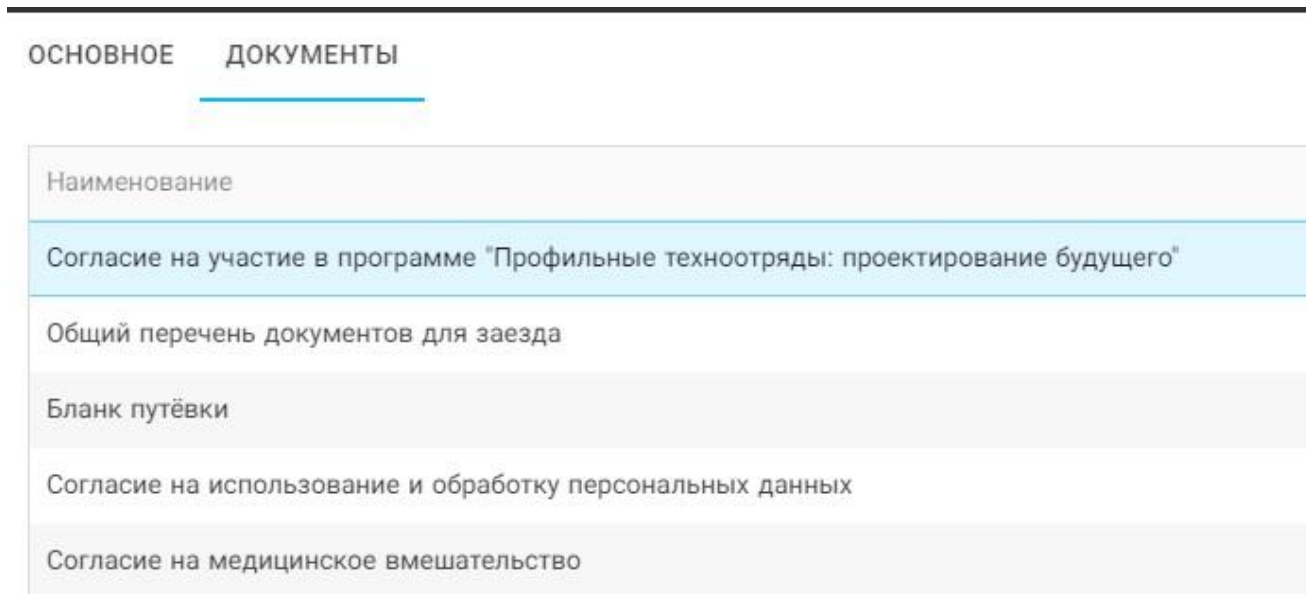 ОСНОВНОЕ ДОКУМЕНТЫ
Наименование
Согласие на участие в программе "Профильные техноотряды: проектирование будущего"
Общий перечень документов для заезда
Бланк путёвки
Согласие на использование и обработку персональных данных
Согласие на медицинское вмешательство